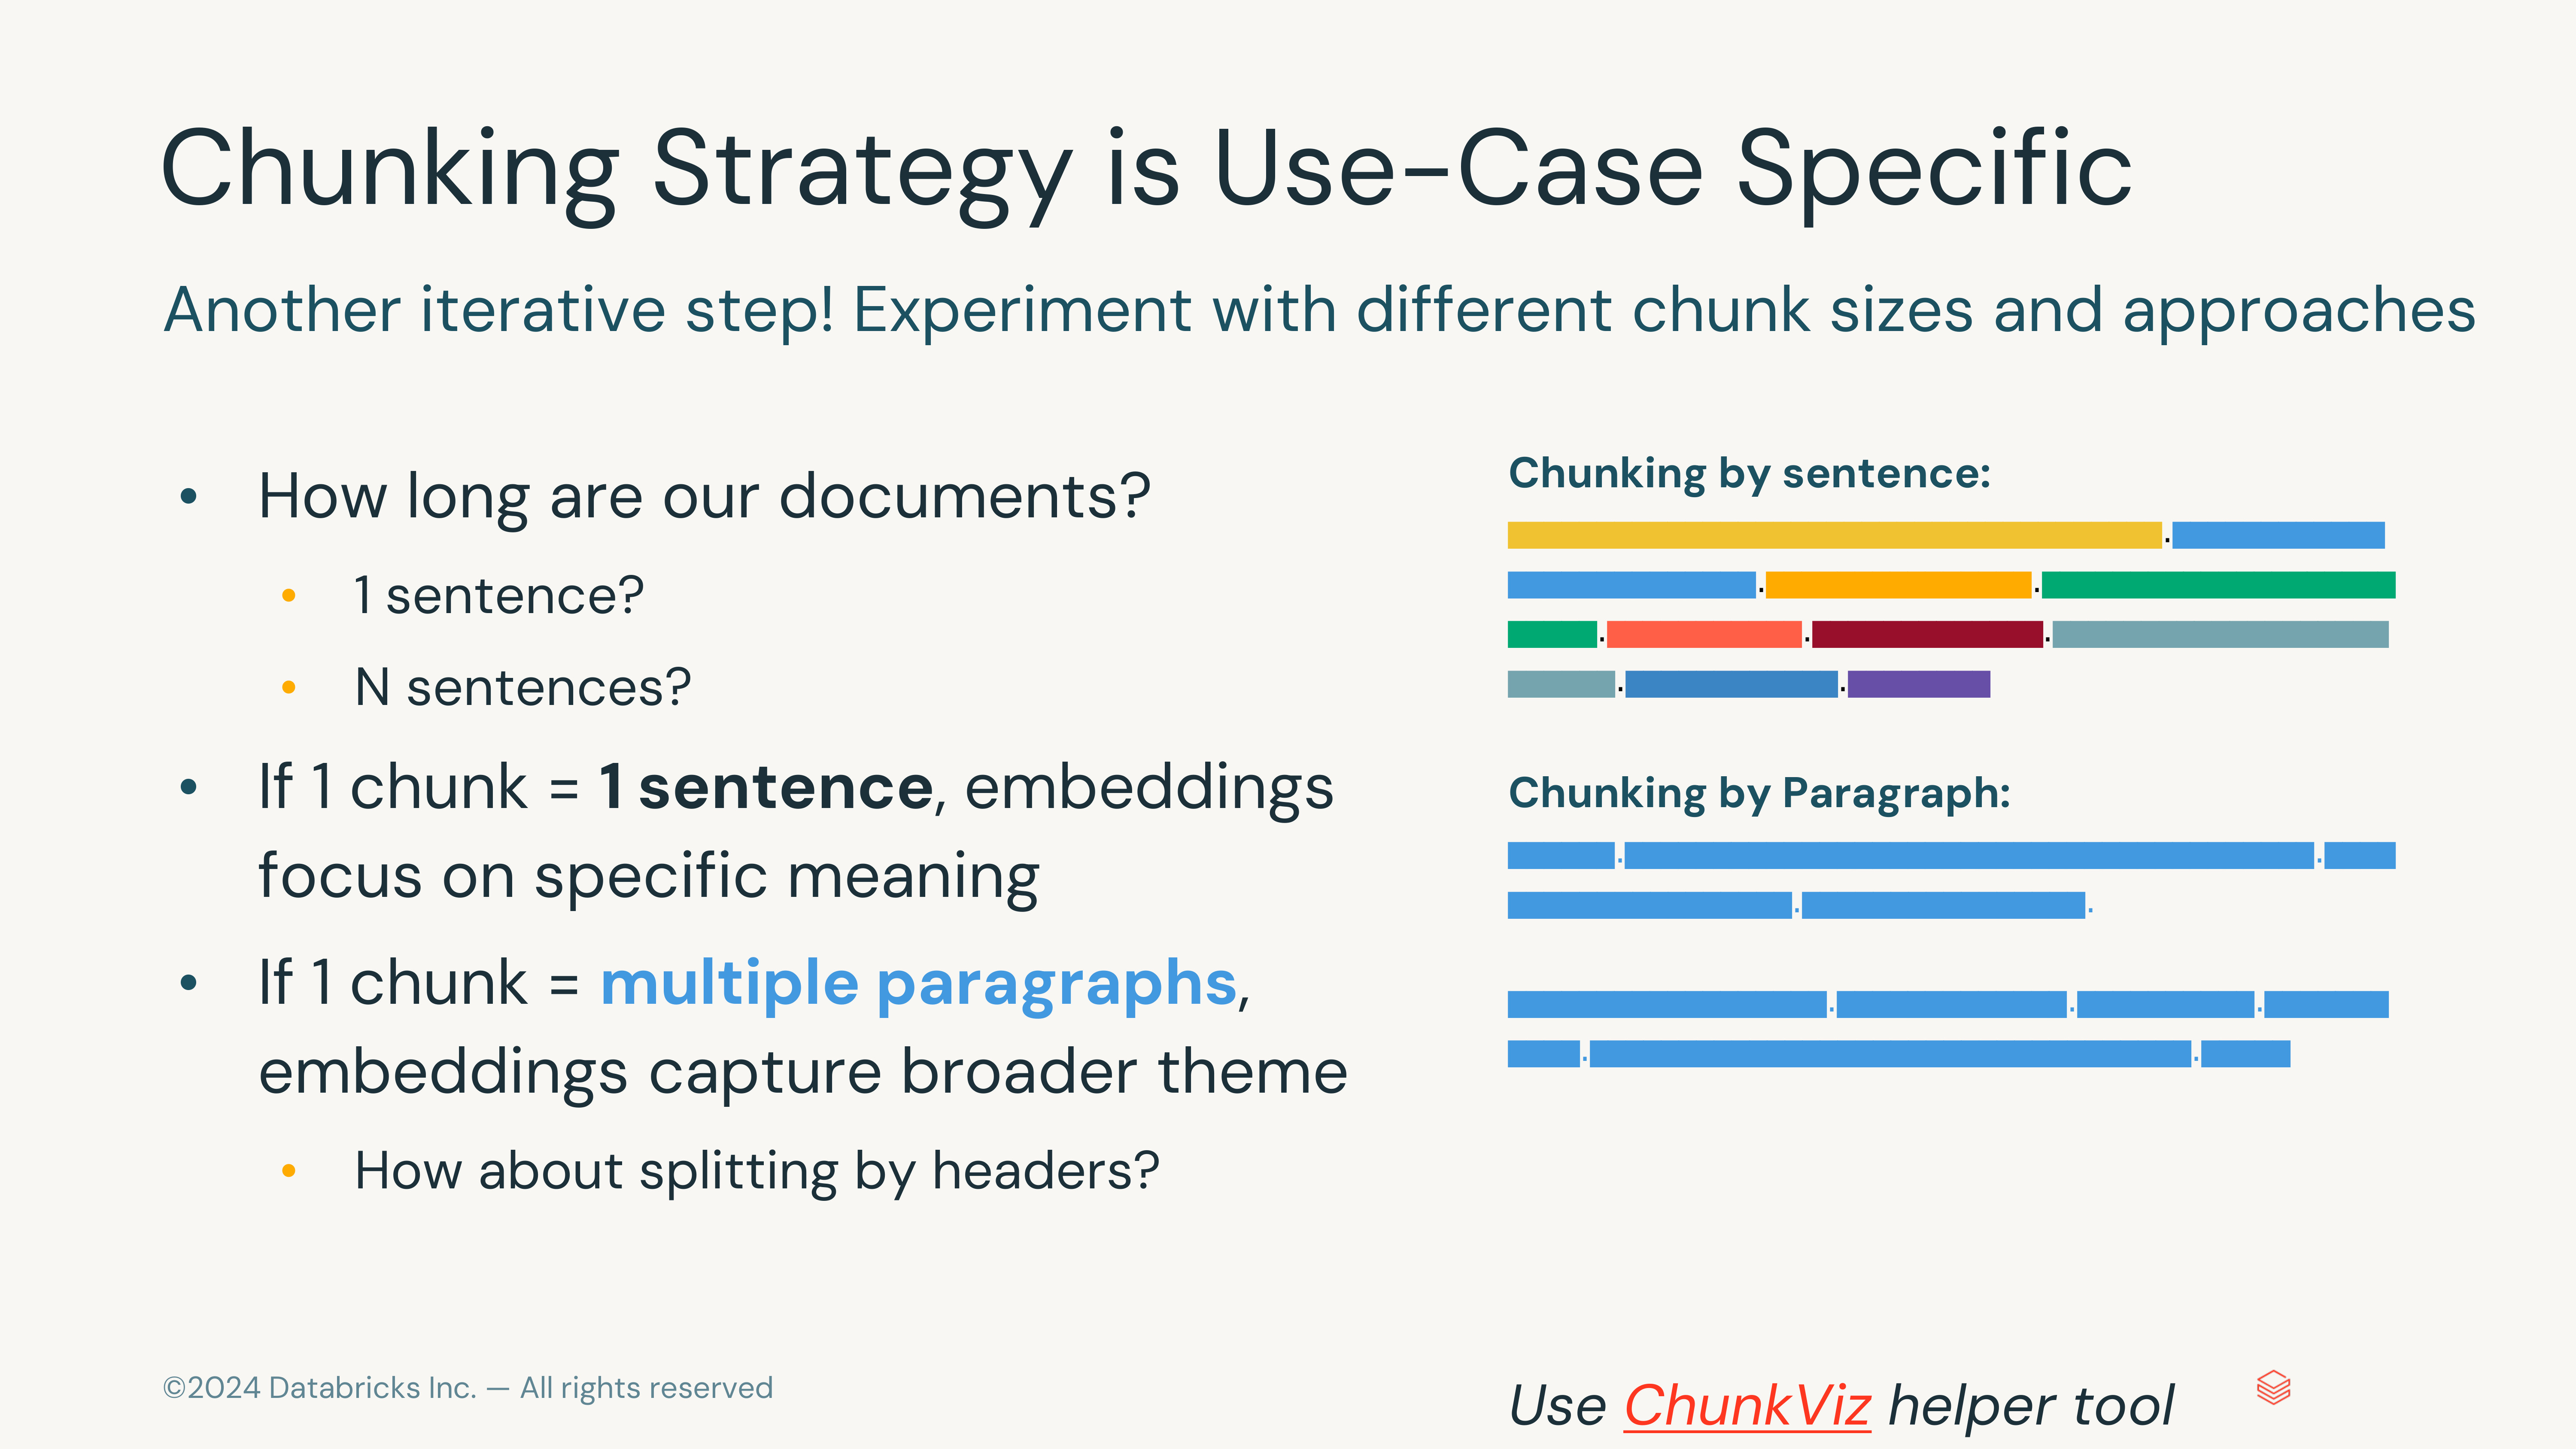 Chunking Strategy is Use-Case Specific
Another iterative step! Experiment with different chunk sizes and approaches
• How long are our documents?
• 1 sentence?
• N sentences?
• If 1 chunk = 1 sentence, embeddings
focus on specific meaning
• If 1 chunk = multiple paragraphs,
embeddings capture broader theme
• How about splitting by headers?
Chunking by sentence:
Chunking by Paragraph:
©2024 Databricks Inc. — All rights reserved
Use ChunkViz helper tool